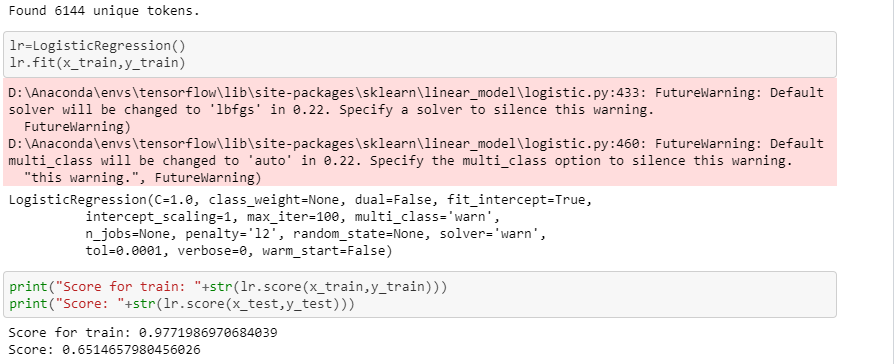 Found 6144 unique tokens.
lr=LogisticRegression()
lr.fit(x_train,y_train)
D:\Anaconda\envs\tensorflow\lib\site-packages\sklearn\linear_model\logistic.py:433: FutureWarning: Default
solver will be changed to 'lbfgs' in 0.22. Specify a solver to silence this warning.
  FutureWarning)
D:\Anaconda\envs\tensorflow\lib\site-packages\sklearn\linear_model\logistic.py:460: FutureWarning: Default
multi_class will be changed to 'auto' in 0.22. Specify the multi_class option to silence this warning.
  "this warning.", FutureWarning)
LogisticRegression(C=1.0, class_weight=None, dual=False, fit_intercept=True,
          intercept_scaling=1, max_iter=100, multi_class='warn',
          n_jobs=None, penalty='l2', random_state=None, solver='warn',
          tol=0.0001, verbose=0, warm_start=False)
print("Score for train: "+str(lr.score(x_train,y_train)))
print("Score: "+str(lr.score(x_test,y_test)))
Score for train: 0.9771986970684039
Score: 0.6514657980456026